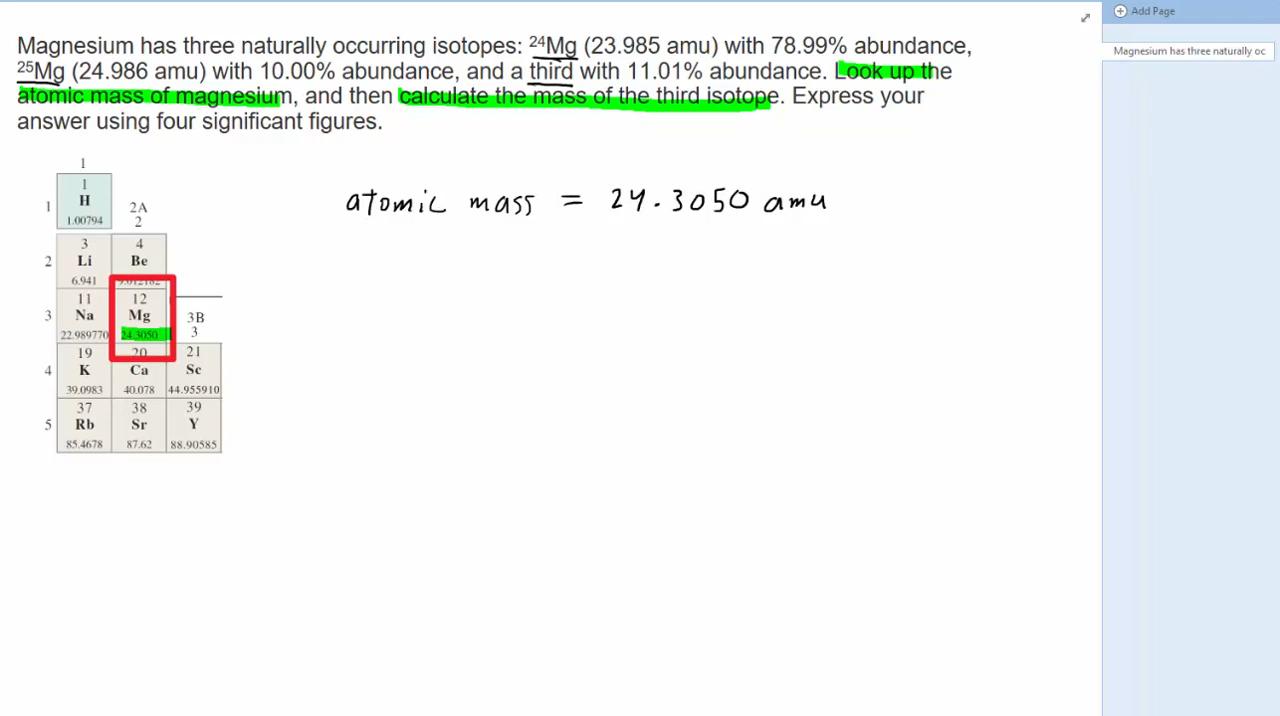 Add Page
Magnesium has three naturally oc
Magnesium has three naturally occurring isotopes: ²⁴Mg (23.985 amu) with 78.99% abundance,
²⁵Mg (24.986 amu) with 10.00% abundance, and a third with 11.01% abundance. Look up the
atomic mass of magnesium, and then calculate the mass of the third isotope. Express your
answer using four significant figures.
atomic mass = 24.3050 amu
1
1
1 H 2A
1.00794 2
3 4
2 Li Be
6.941
11 12
3 Na Mg 3B
22.989770 24.3050 3
19 20 21
4 K Ca Sc
39.0983 40.078 44.955910
37 38 39
5 Rb Sr Y
85.4678 87.62 88.90585